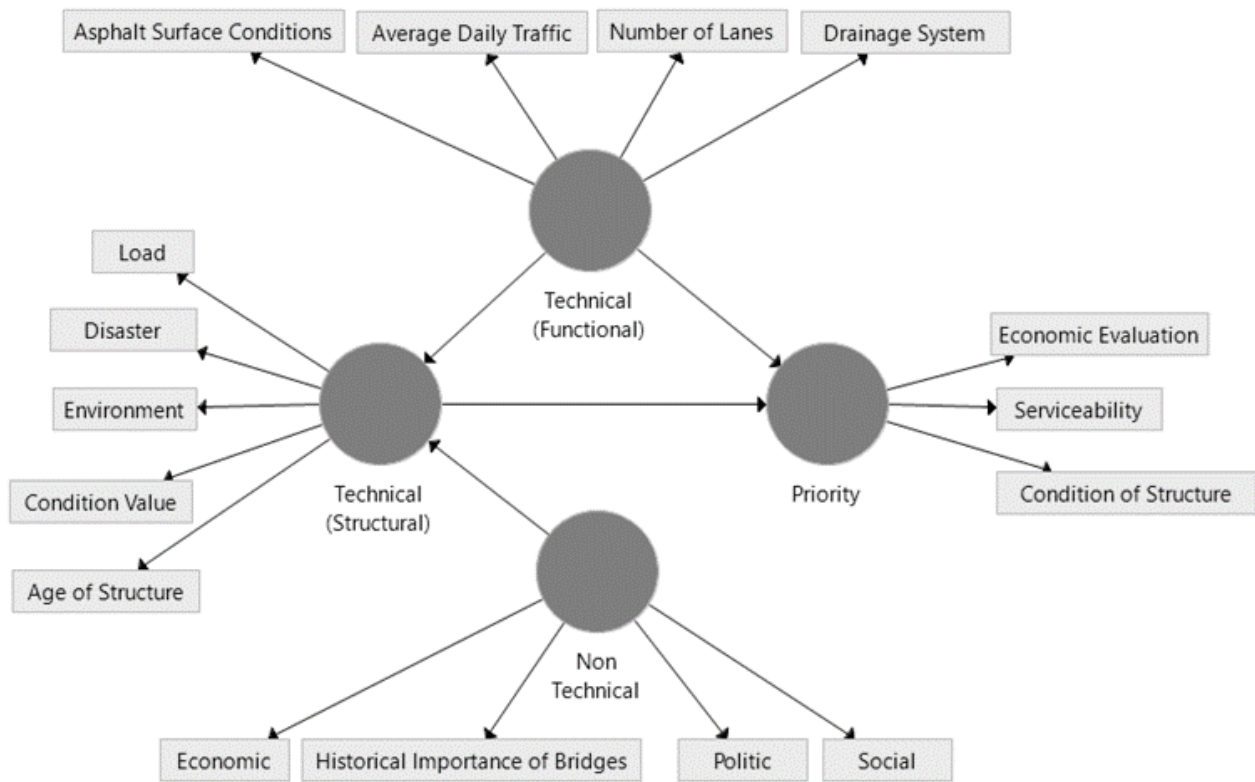 Asphalt Surface Conditions
Average Daily Traffic
Number of Lanes
Drainage System
Technical
(Functional)
Load
Disaster
Environment
Condition Value
Age of Structure
Technical
(Structural)
Economic Evaluation
Serviceability
Condition of Structure
Priority
Non
Technical
Economic
Historical Importance of Bridges
Politic
Social